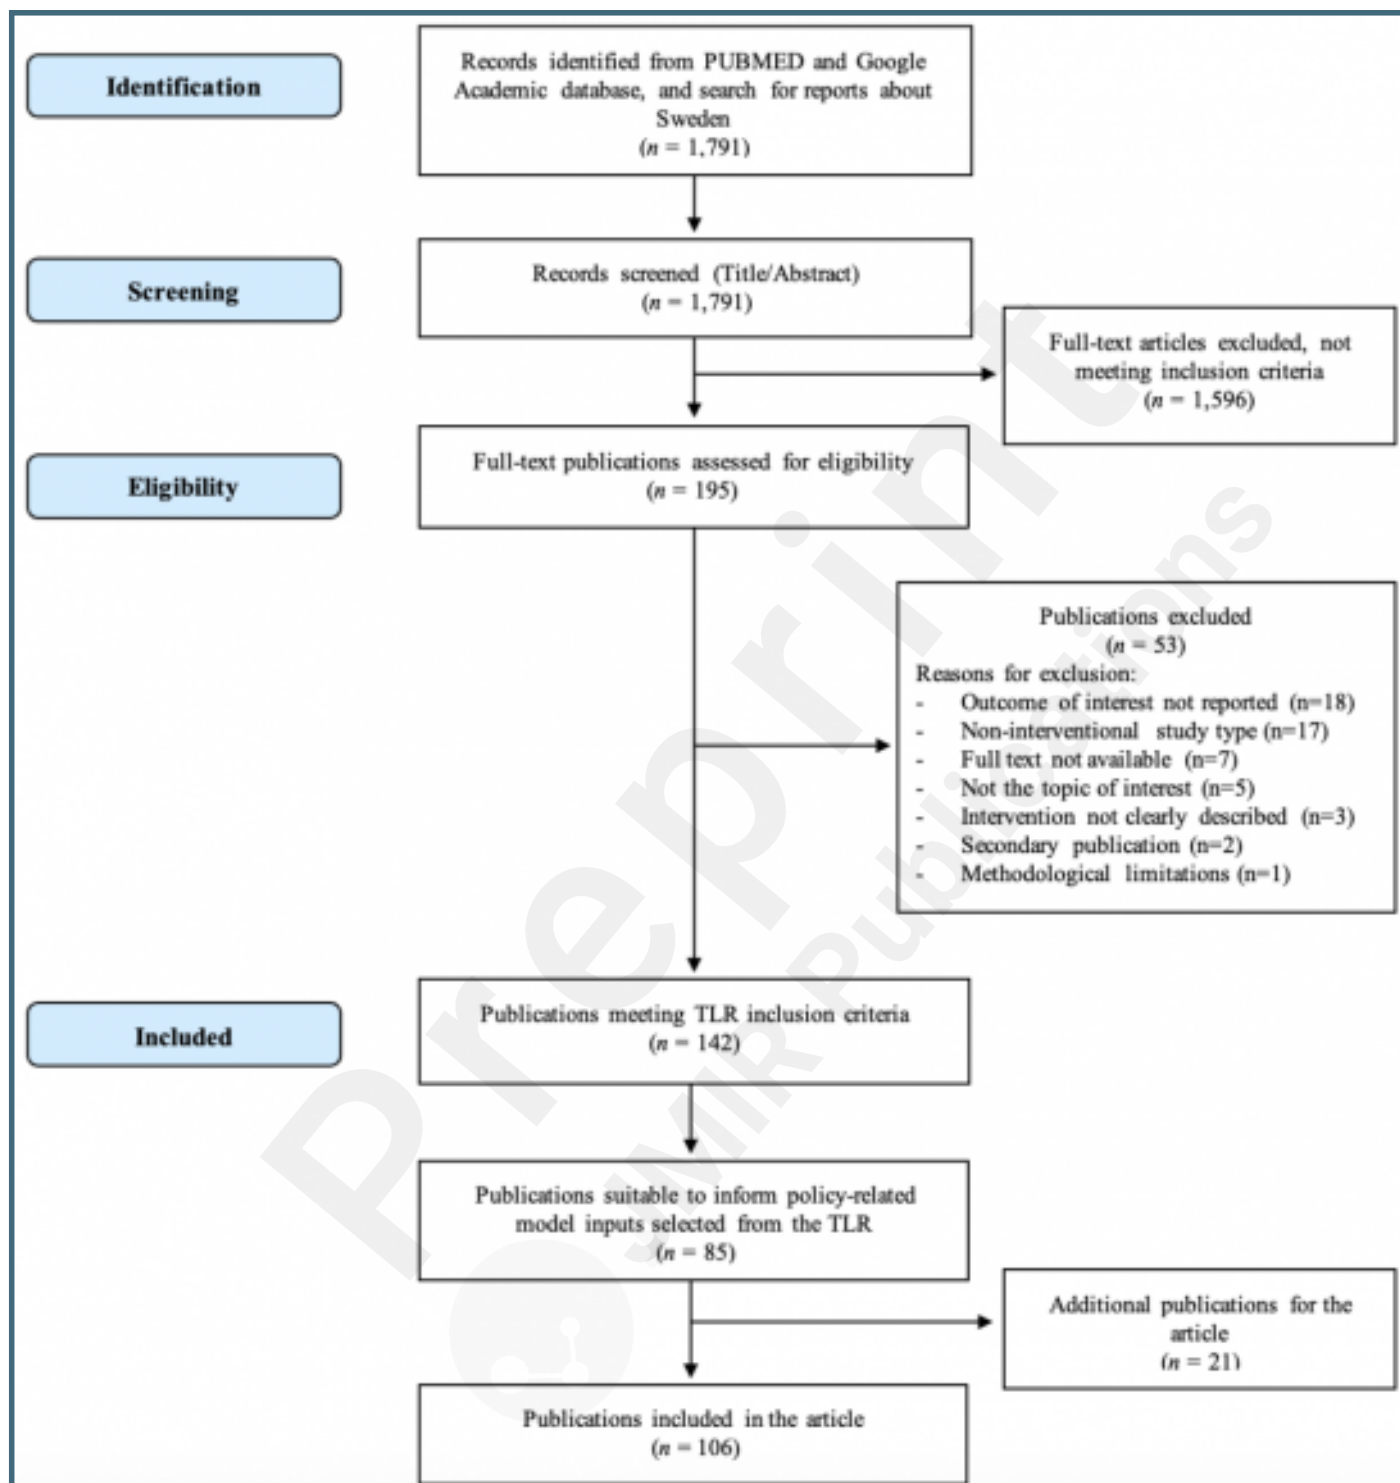 Identification
Records identified from PUBMED and Google
Academic database, and search for reports about
Sweden
(n = 1,791)
Screening
Records screened (Title/Abstract)
(n = 1,791)
Full-text articles excluded, not
meeting inclusion criteria
(n = 1,596)
Eligibility
Full-text publications assessed for eligibility
(n = 195)
Publications excluded
(n = 53)
Reasons for exclusion:
- Outcome of interest not reported (n=18)
- Non-interventional study type (n=17)
- Full text not available (n=7)
- Not the topic of interest (n=5)
- Intervention not clearly described (n=3)
- Secondary publication (n=2)
- Methodological limitations (n=1)
Included
Publications meeting TLR inclusion criteria
(n = 142)
Publications suitable to inform policy-related
model inputs selected from the TLR
(n = 85)
Additional publications for the
article
(n = 21)
Publications included in the article
(n = 106)
Preprint
JMIR Publications